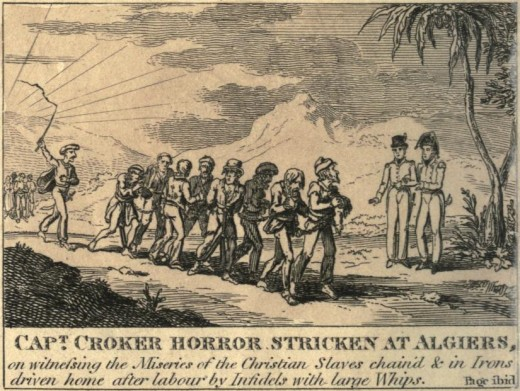 CAPT. CROKER HORROR STRICKEN AT ALGIERS,
on witneſsing the Miseries of the Christian Slaves chain'd & in Irons
driven home after labour by Infidels with large Whips. Page ibid